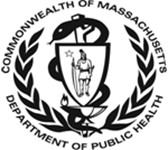 COMMONWEALTH OF MASSACHUSETTS
DEPARTMENT OF PUBLIC HEALTH